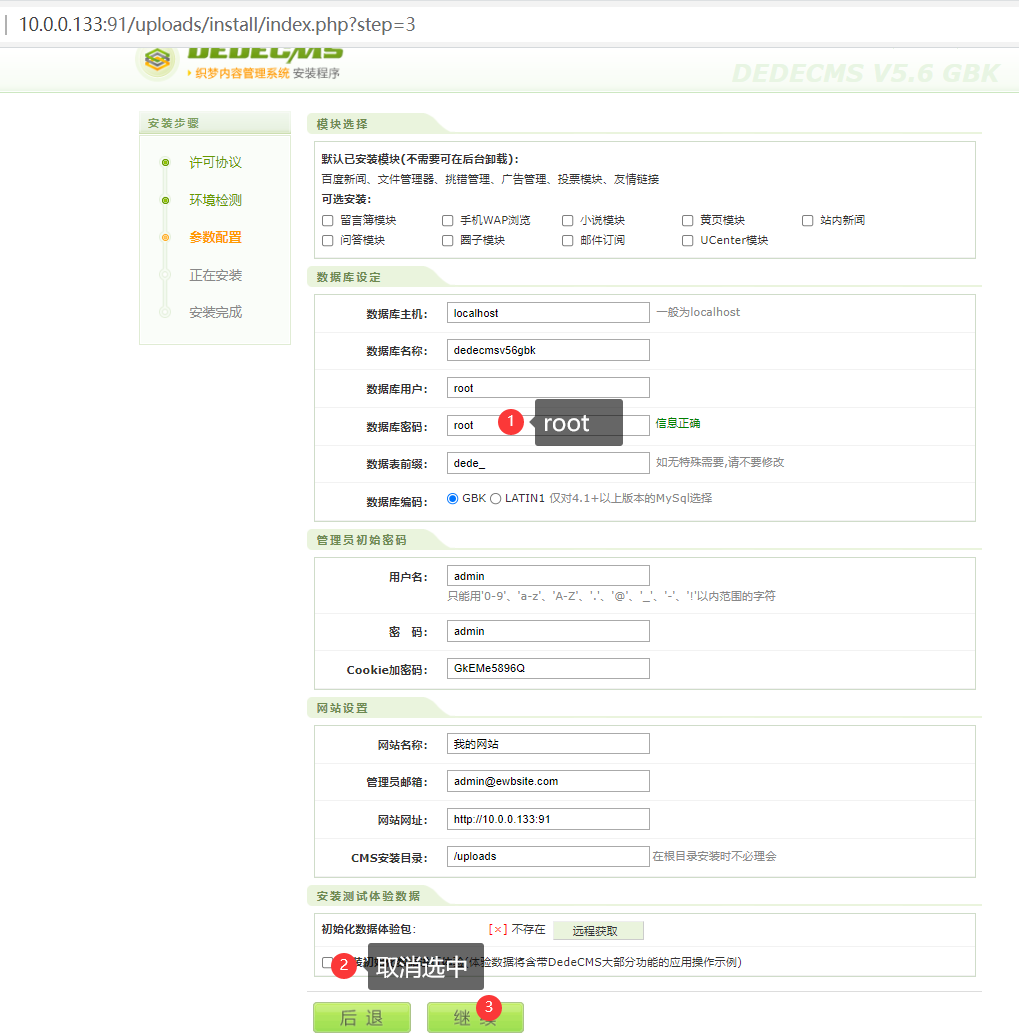 10.0.0.133:91/uploads/install/index.php?step=3
DEDECMS
织梦内容管理系统 安装程序
DEDECMS V5.6 GBK
安装步骤
许可协议
环境检测
参数配置
正在安装
安装完成
模块选择
默认已安装模块(不需要可在后台卸载):
百度新闻、文件管理器、挑错管理、广告管理、投票模块、友情链接
可选安装:
留言簿模块 手机WAP浏览 小说模块 黄页模块 站内新闻
问答模块 圈子模块 邮件订阅 UCenter模块
数据库设定
数据库主机: localhost 一般为localhost
数据库名称: dedecmsv56gbk
数据库用户: root
数据库密码: root 1 root 信息正确
数据表前缀: dede_ 如无特殊需要,请不要修改
数据库编码: GBK LATIN1 仅对4.1+以上版本的MySql选择
管理员初始密码
用户名: admin
只能用'0-9'、'a-z'、'A-Z'、'.'、'@'、'_'、'-'、'!'以内范围的字符
密 码: admin
Cookie加密码: GkEMe5896Q
网站设置
网站名称: 我的网站
管理员邮箱: admin@ewbsite.com
网站网址: http://10.0.0.133:91
CMS安装目录: /uploads 在根目录安装时不必理会
安装测试体验数据
初始化数据体验包: [×] 不存在 远程获取
2 取消选中 (体验数据将含带DedeCMS大部分功能的应用操作示例)
后 退 继 续 3